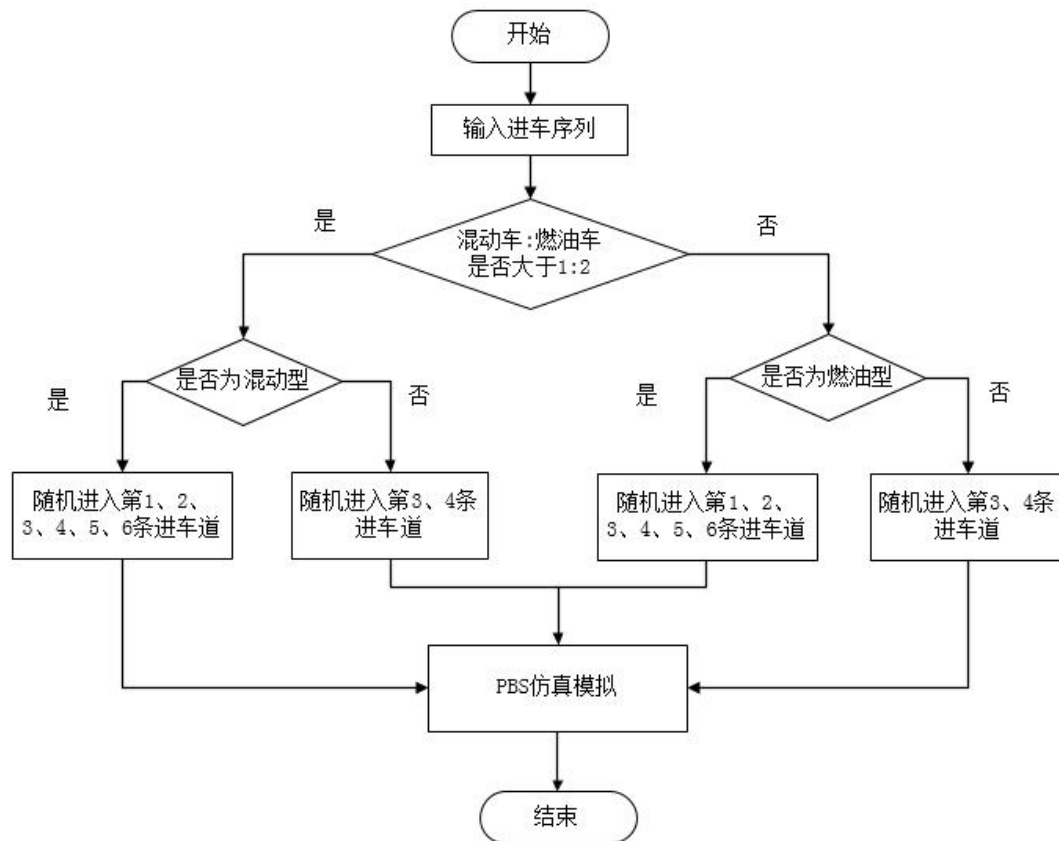 开始
输入进车序列
混动车:燃油车
是否大于1:2
是
否
是否为混动型
是否为燃油型
是
否
是
否
随机进入第1、2、
3、4、5、6条进车道
随机进入第3、4条
进车道
随机进入第1、2、
3、4、5、6条进车道
随机进入第3、4条
进车道
PBS仿真模拟
结束